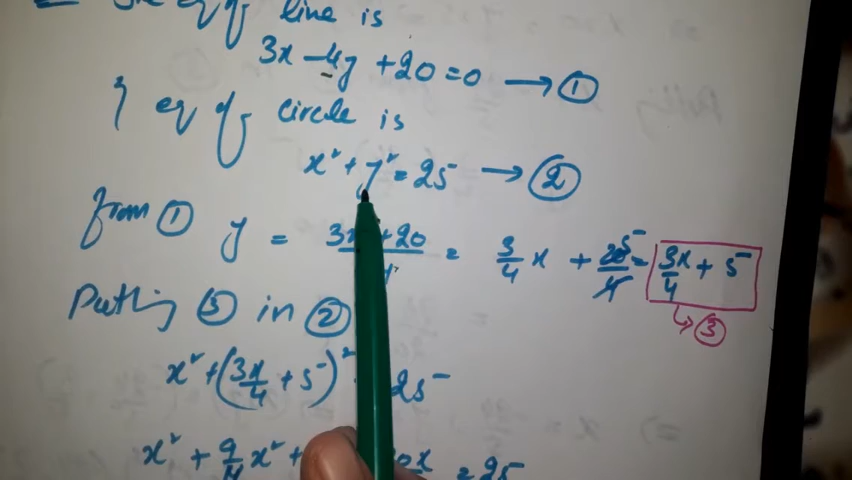 The eq of line is
3x - 4y + 20 = 0 → ①
& eq of circle is
x² + y² = 25 → ②
from ① y = 3x + 20 / 4 = 3/4 x + 20/4 5 = 3x/4 + 5
→ ③
Putting ③ in ②
x² + (3x/4 + 5)² 25
x² + 9/ x² + = 25